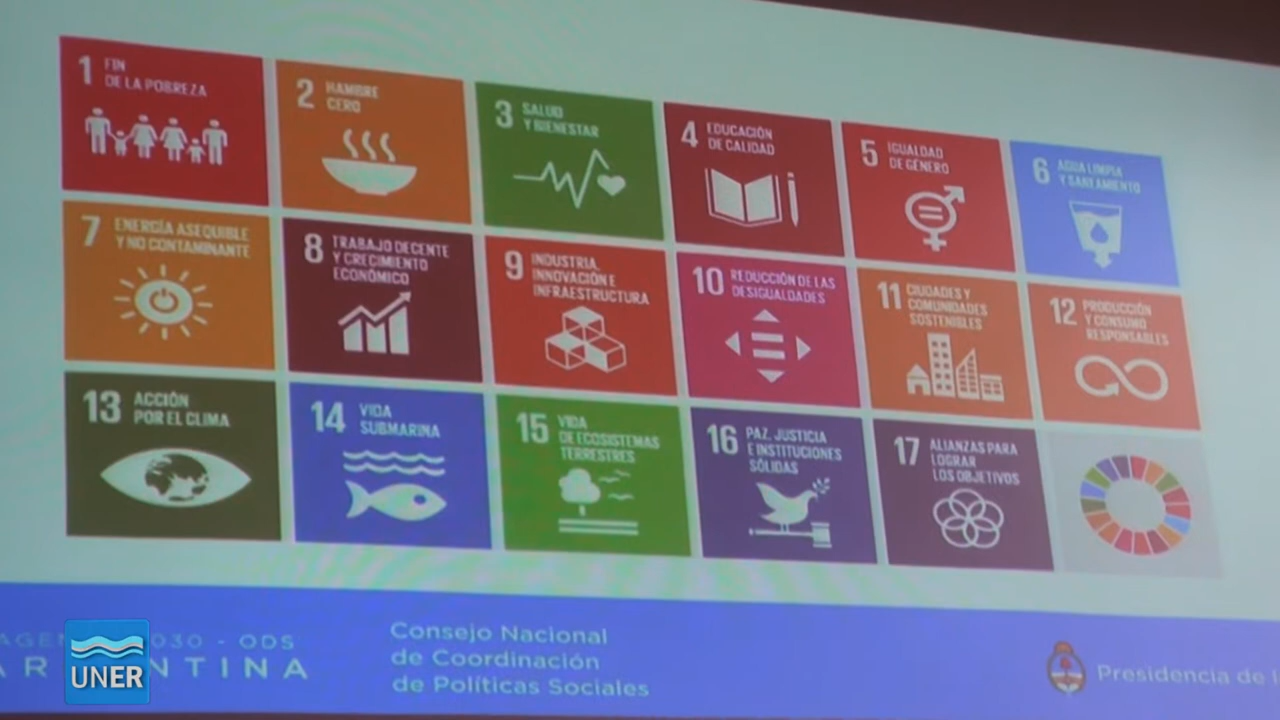 1 FIN
DE LA POBREZA
2 HAMBRE
CERO
3 SALUD
Y BIENESTAR
4 EDUCACIÓN
DE CALIDAD
5 IGUALDAD
DE GÉNERO
6 AGUA LIMPIA
Y SANEAMIENTO
7 ENERGÍA ASEQUIBLE
Y NO CONTAMINANTE
8 TRABAJO DECENTE
Y CRECIMIENTO
ECONÓMICO
9 INDUSTRIA,
INNOVACIÓN E
INFRAESTRUCTURA
10 REDUCCIÓN DE LAS
DESIGUALDADES
11 CIUDADES Y
COMUNIDADES
SOSTENIBLES
12 PRODUCCIÓN
Y CONSUMO
RESPONSABLES
13 ACCIÓN
POR EL CLIMA
14 VIDA
SUBMARINA
15 VIDA
DE ECOSISTEMAS
TERRESTRES
16 PAZ, JUSTICIA
E INSTITUCIONES
SÓLIDAS
17 ALIANZAS PARA
LOGRAR
LOS OBJETIVOS
- ODS
UNER
Consejo Nacional
de Coordinación
de Políticas Sociales
Presidencia de